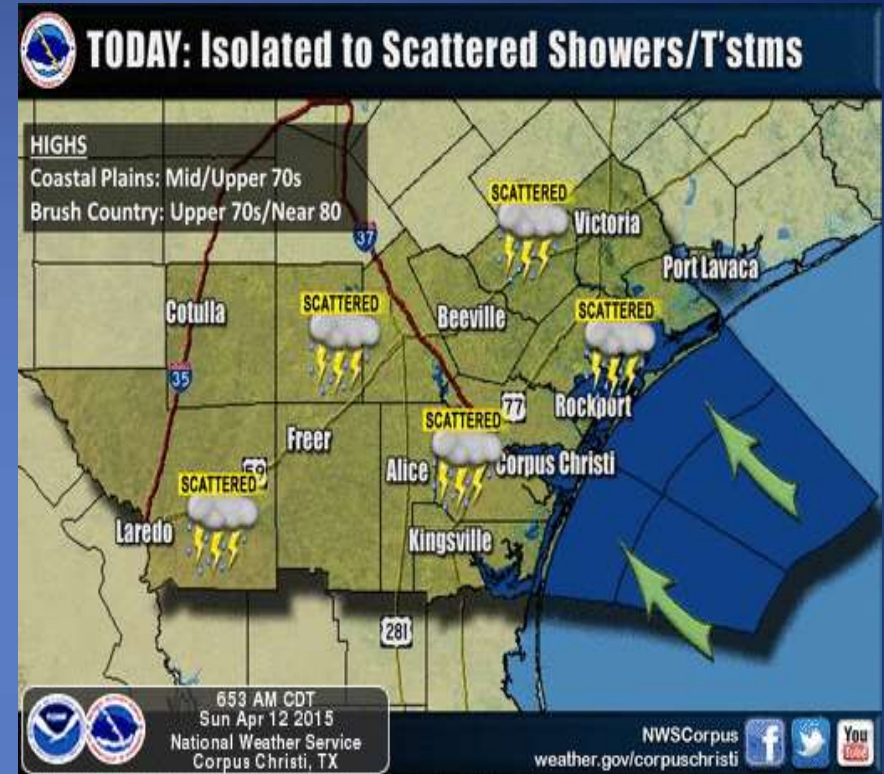 TODAY: Isolated to Scattered Showers/T'stms
HIGHS
Coastal Plains: Mid/Upper 70s
Brush Country: Upper 70s/Near 80
37
SCATTERED
Victoria
Port Lavaca
Cotulla
SCATTERED
Beeville
SCATTERED
35
77
Rockport
SCATTERED
Freer
59
Alice
Corpus Christi
SCATTERED
Laredo
Kingsville
281
653 AM CDT
Sun Apr 12 2015
National Weather Service
Corpus Christi, TX
NWSCorpus
weather.gov/corpuschristi
You